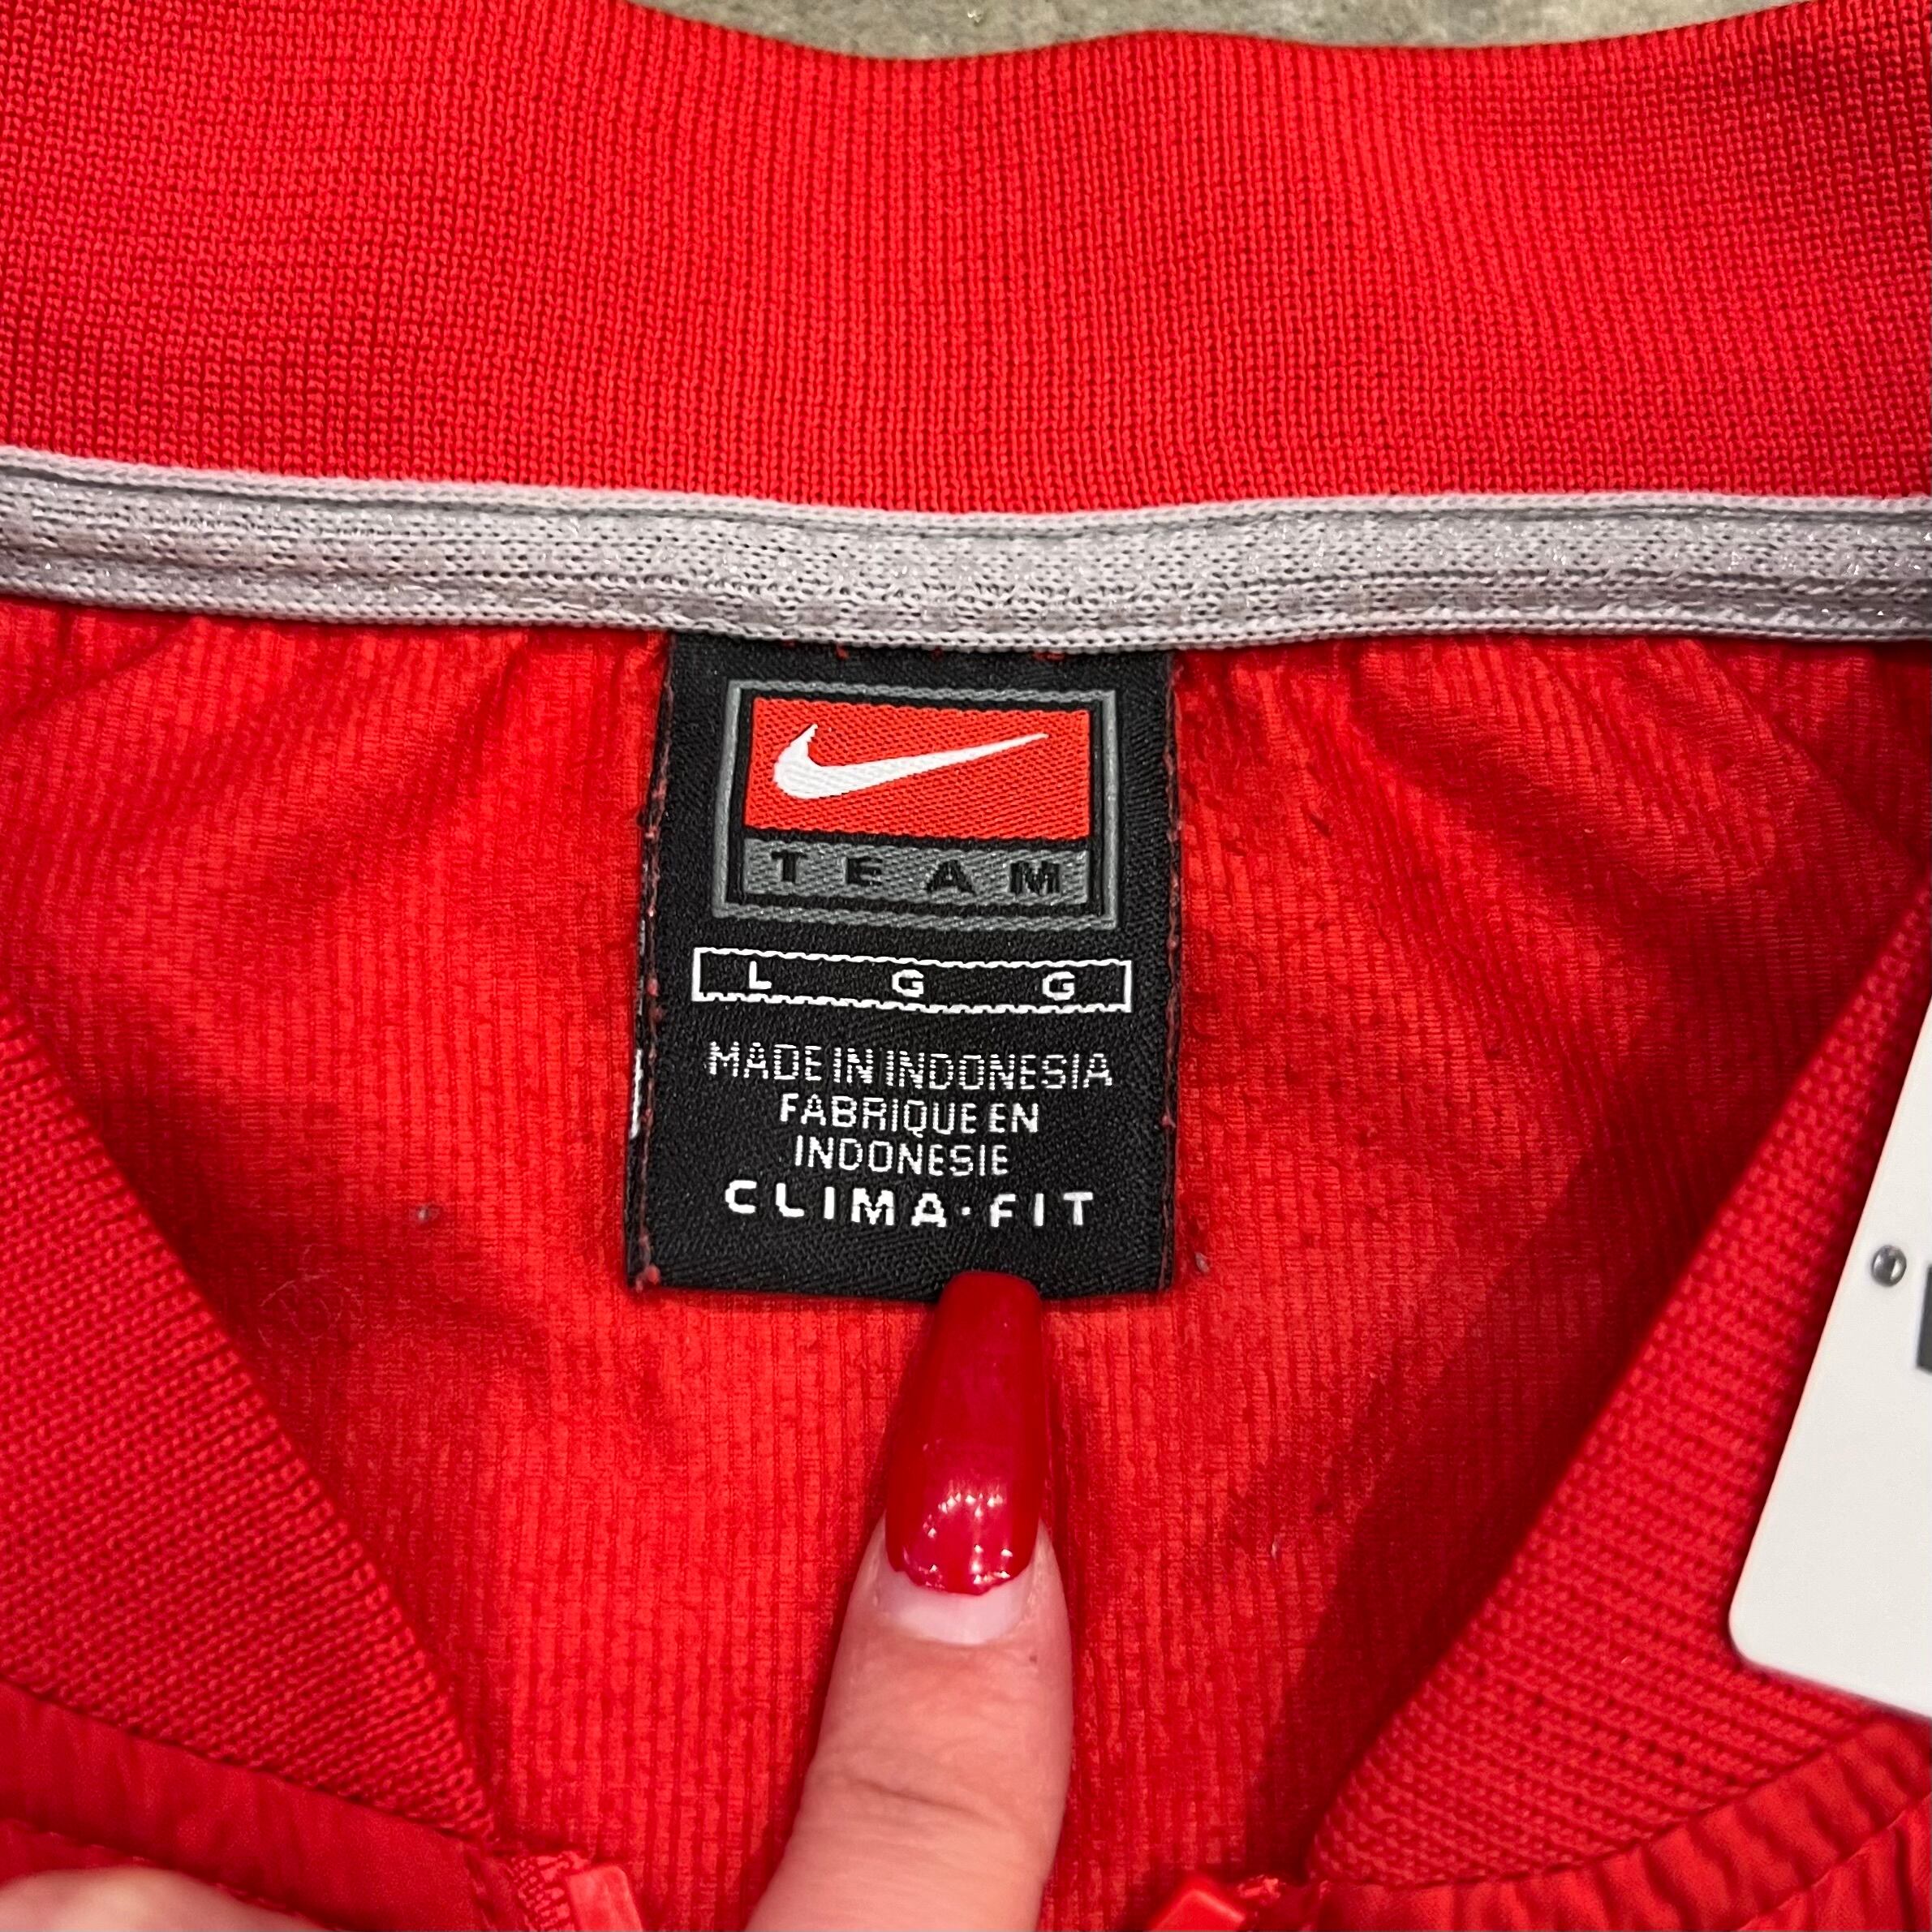 TEAM
L G G
MADE IN INDONESIA
FABRIQUE EN
INDONESIE
CLIMA·FIT